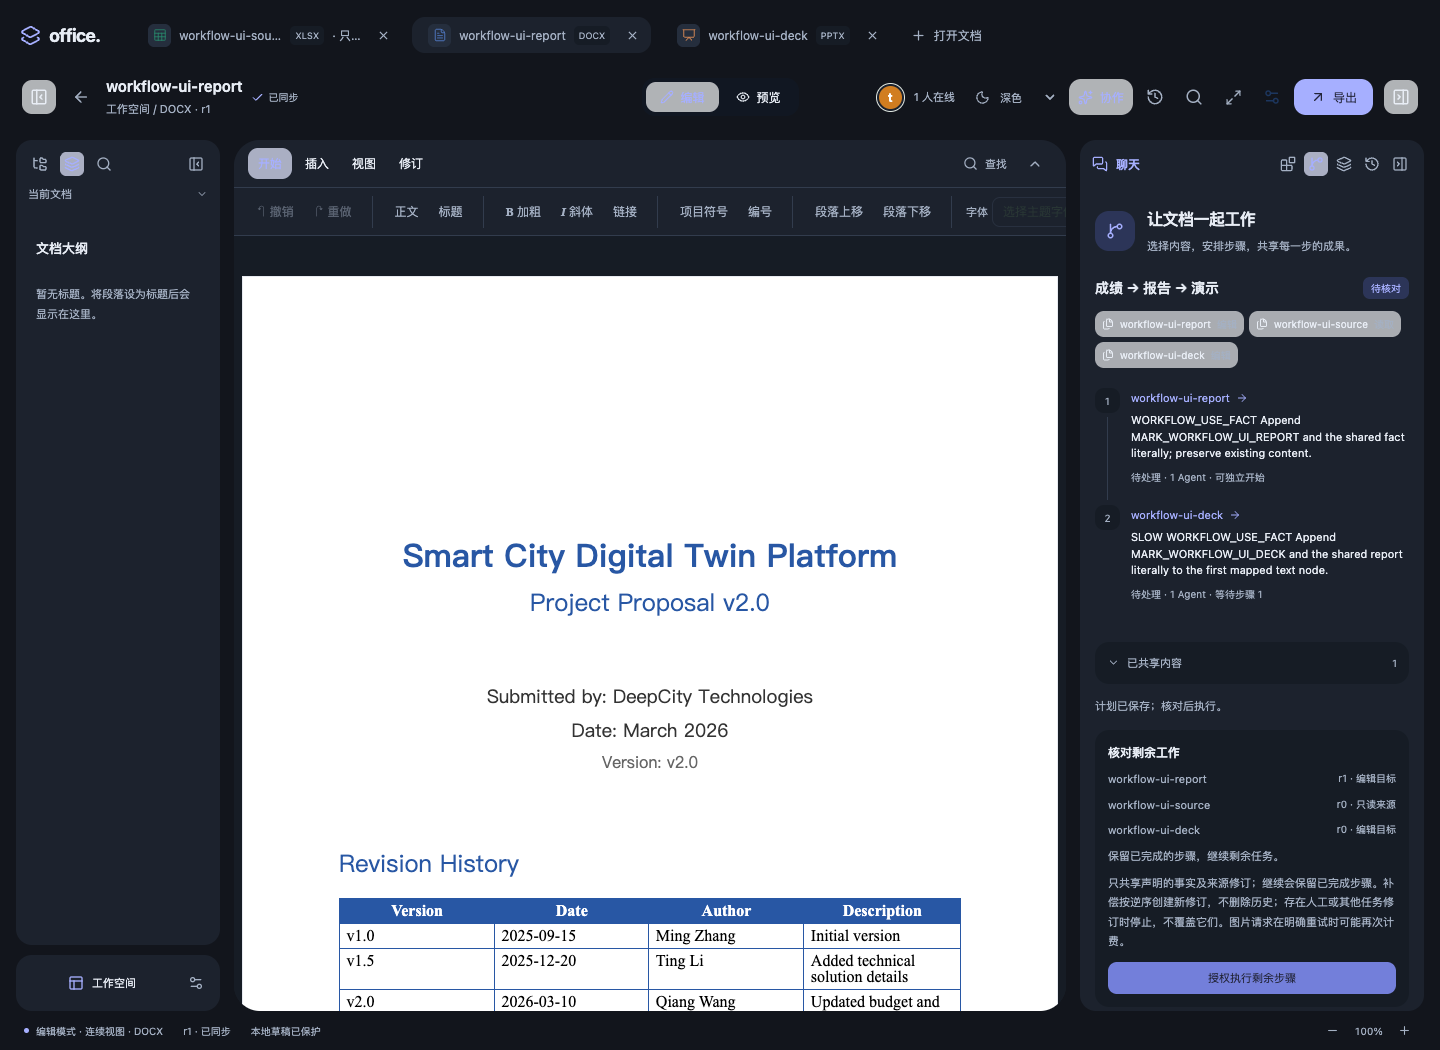 office.
workflow-ui-sou... XLSX · 只...
workflow-ui-report DOCX
workflow-ui-deck PPTX
打开文档
workflow-ui-report
工作空间 / DOCX · r1
已同步
预览
t
1 人在线
深色
导出
当前文档
文档大纲
暂无标题。将段落设为标题后会
显示在这里。
工作空间
开始 插入 视图 修订
查找
撤销 重做 正文 标题 B 加粗 I 斜体 链接 项目符号 编号 段落上移 段落下移 字体 选择主题字
Smart City Digital Twin Platform
Project Proposal v2.0
Submitted by: DeepCity Technologies
Date: March 2026
Version: v2.0
Revision History
Version Date Author Description
v1.0 2025-09-15 Ming Zhang Initial version
v1.5 2025-12-20 Ting Li Added technical
solution details
v2.0 2026-03-10 Qiang Wang Updated budget and
聊天
让文档一起工作
选择内容，安排步骤，共享每一步的成果。
成绩 → 报告 → 演示
待核对
workflow-ui-report
workflow-ui-source
workflow-ui-deck
1
workflow-ui-report →
WORKFLOW_USE_FACT Append
MARK_WORKFLOW_UI_REPORT and the shared fact
literally; preserve existing content.
待处理 · 1 Agent · 可独立开始
2
workflow-ui-deck →
SLOW WORKFLOW_USE_FACT Append
MARK_WORKFLOW_UI_DECK and the shared report
literally to the first mapped text node.
待处理 · 1 Agent · 等待步骤 1
已共享内容 1
计划已保存；核对后执行。
核对剩余工作
workflow-ui-report r1 · 编辑目标
workflow-ui-source r0 · 只读来源
workflow-ui-deck r0 · 编辑目标
保留已完成的步骤，继续剩余任务。
只共享声明的事实及来源修订；继续会保留已完成步骤。补
偿按逆序创建新修订，不删除历史；存在人工或其他任务修
订时停止，不覆盖它们。图片请求在明确重试时可能再次计
费。
授权执行剩余步骤
编辑模式 · 连续视图 · DOCX r1 · 已同步 本地草稿已保护
100%